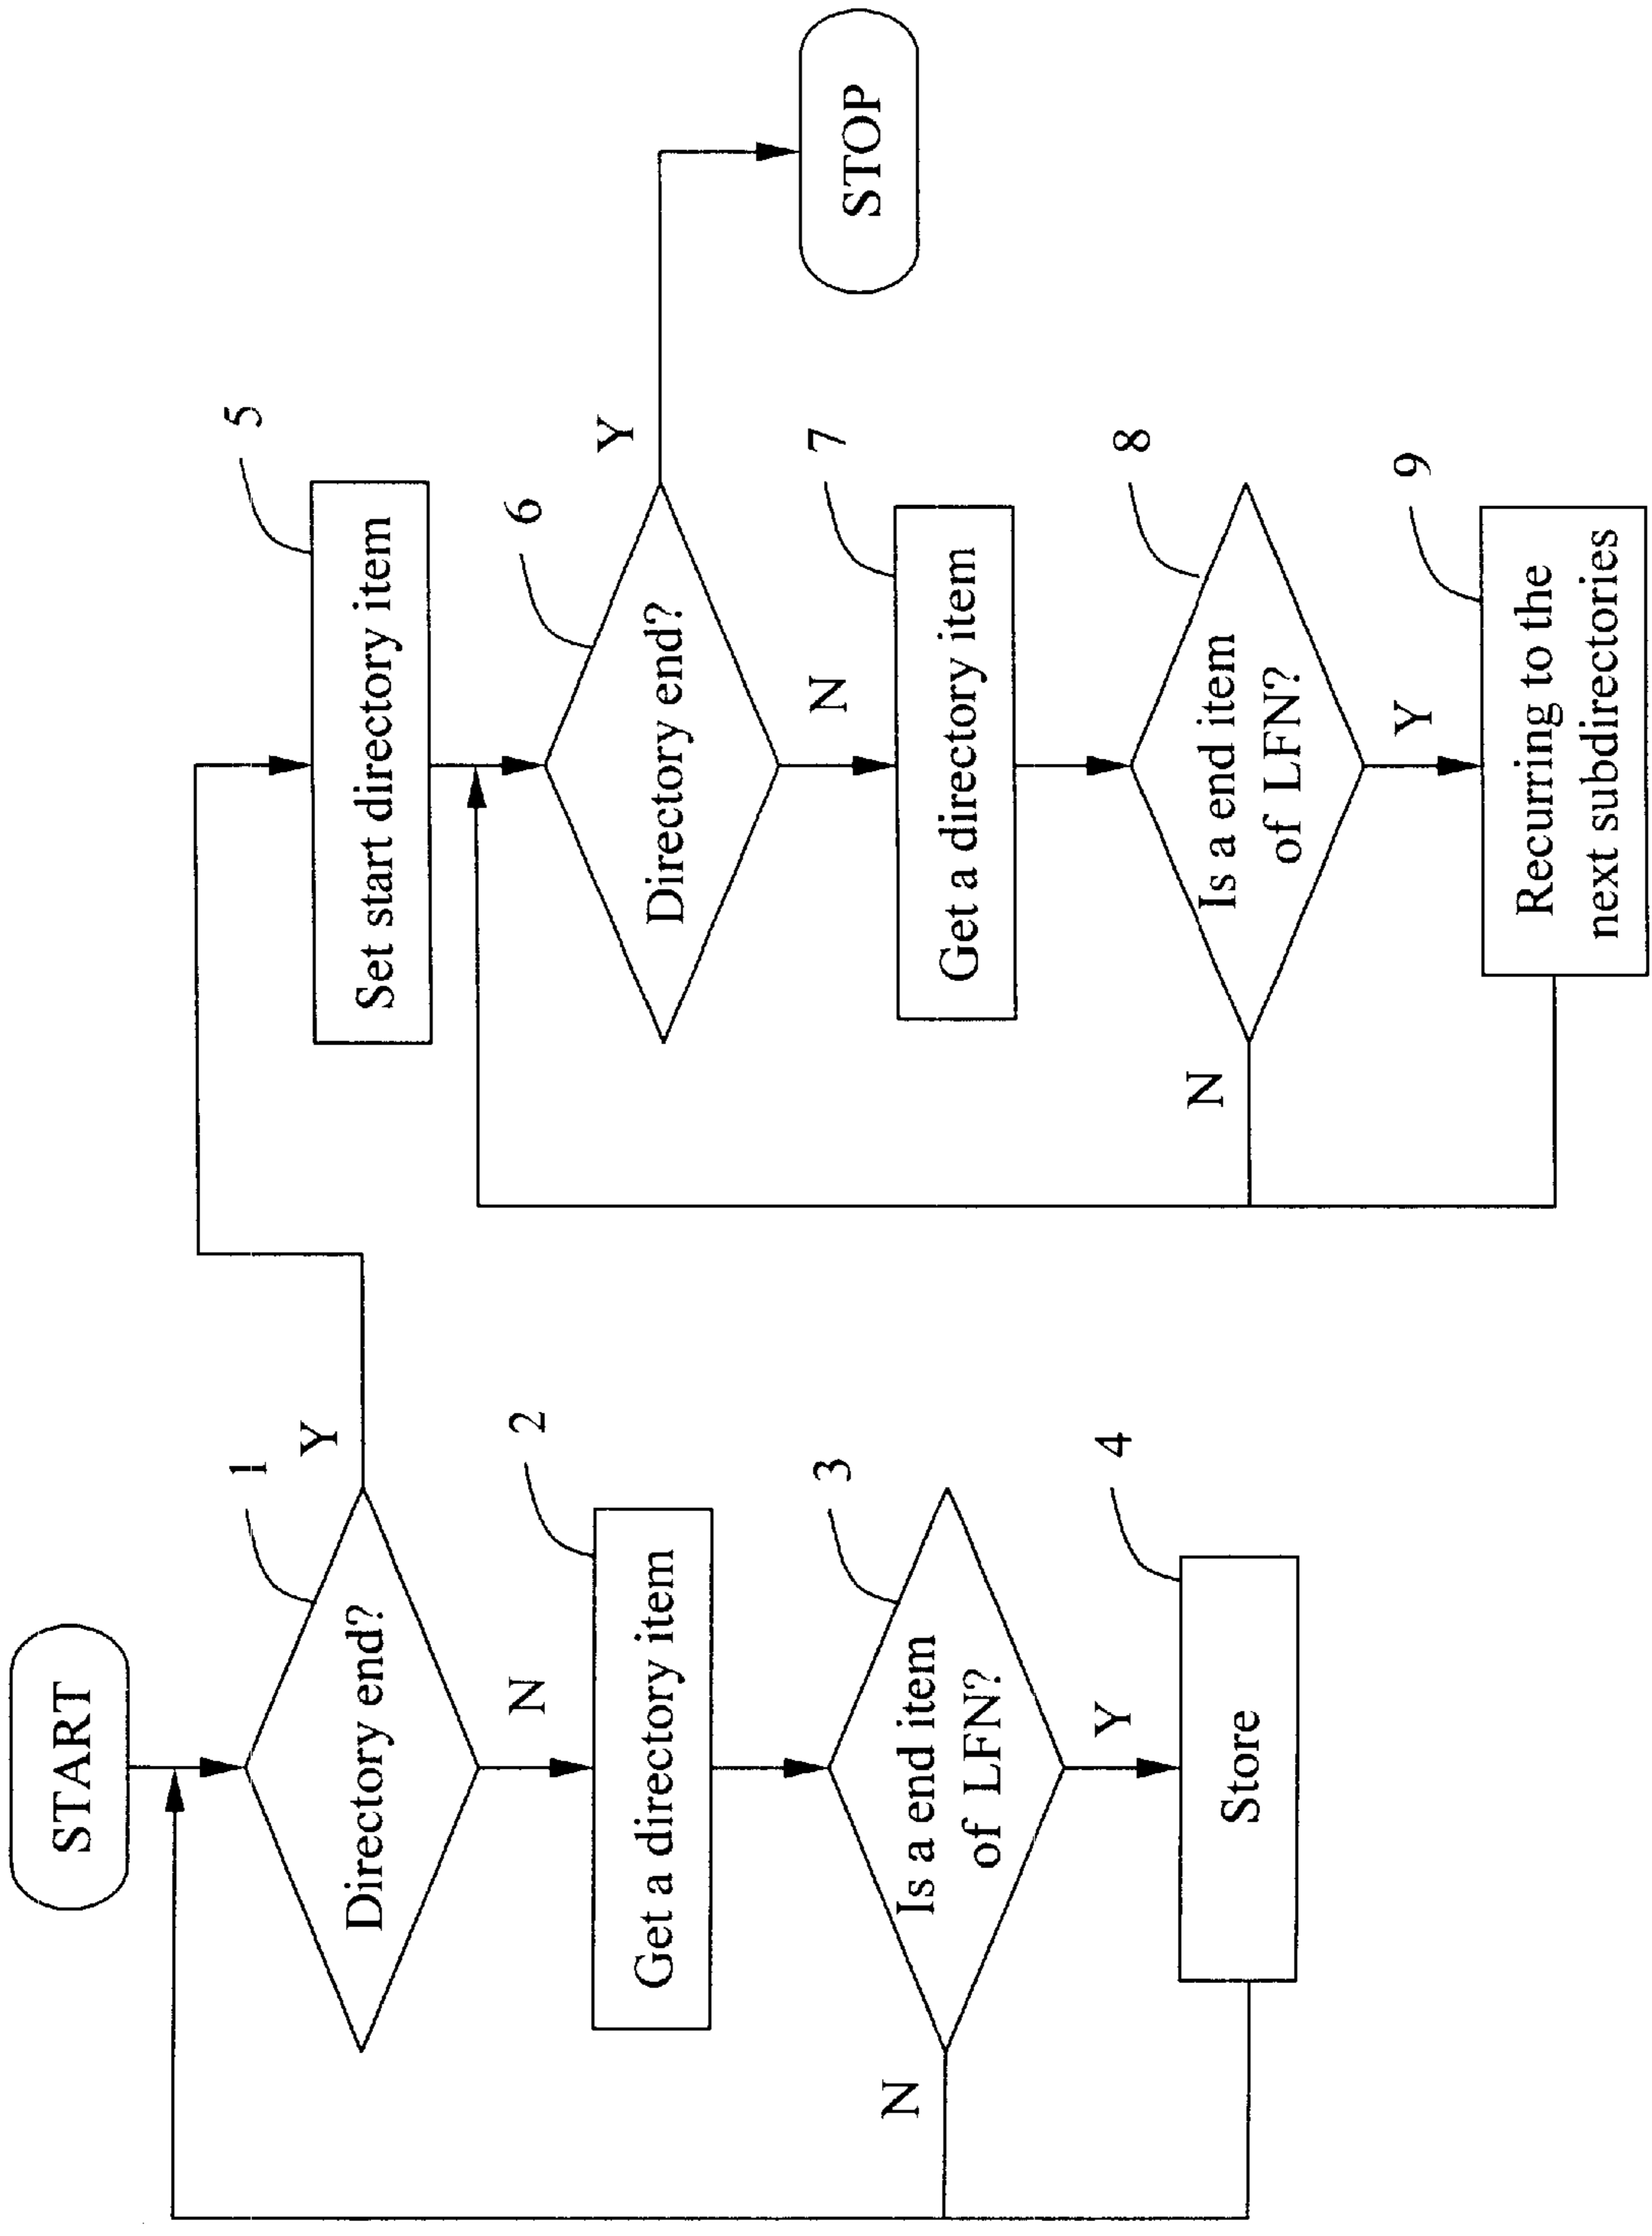 START
1
Directory end?
Y
N
2
Get a directory item
3
Is a end item
of LFN?
N
Y
4
Store
5
Set start directory item
6
Directory end?
Y
N
7
Get a directory item
8
Is a end item
of LFN?
N
Y
9
Recurring to the
next subdirectories
STOP